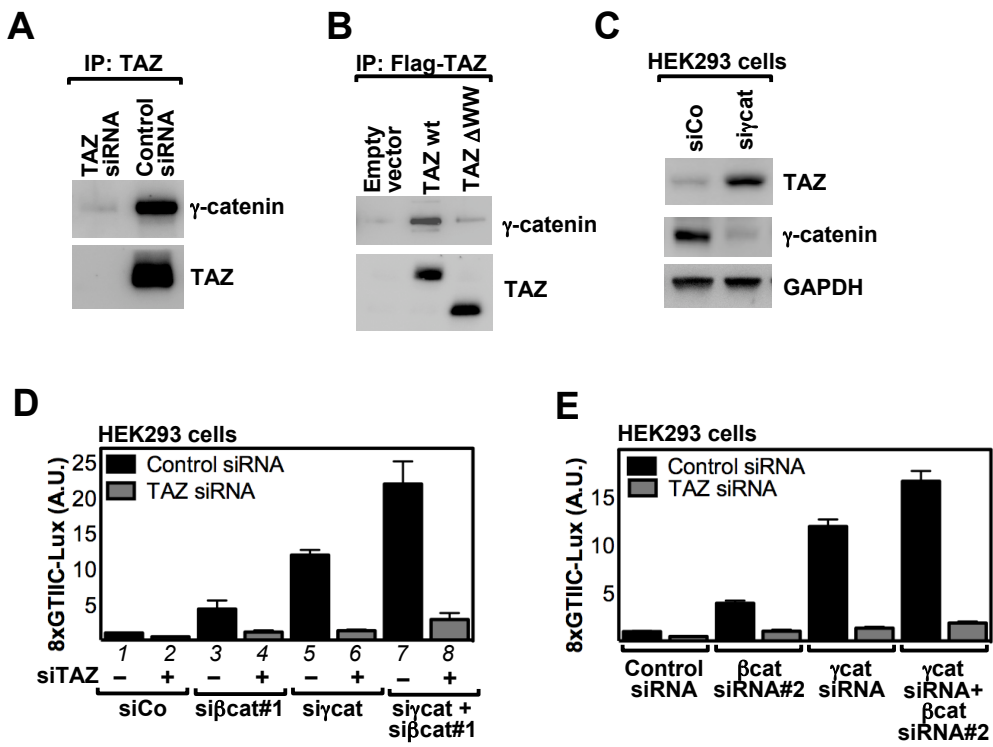 A
IP: TAZ
TAZ
siRNA
Control
siRNA
γ-catenin
TAZ
B
IP: Flag-TAZ
Empty
vector
TAZ wt
TAZ ΔWW
γ-catenin
TAZ
C
HEK293 cells
siCo
siγcat
TAZ
γ-catenin
GAPDH
D
HEK293 cells
Control siRNA
TAZ siRNA
8xGTIIC-Lux (A.U.)
25
20
15
10
5
1 2 3 4 5 6 7 8
siTAZ – + – + – + – +
siCo siβcat#1 siγcat siγcat +
siβcat#1
E
HEK293 cells
Control siRNA
TAZ siRNA
8xGTIIC-Lux (A.U.)
15
10
5
Control
siRNA
βcat
siRNA#2
γcat
siRNA
γcat
siRNA+
βcat
siRNA#2